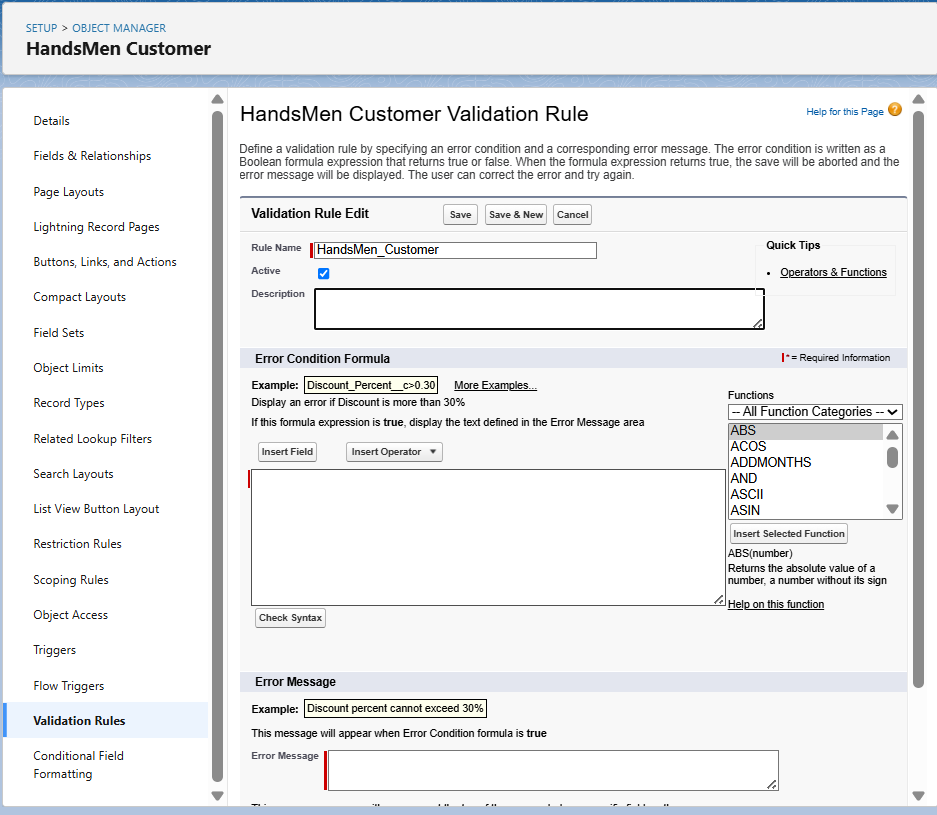 SETUP > OBJECT MANAGER
HandsMen Customer
Details
Fields & Relationships
Page Layouts
Lightning Record Pages
Buttons, Links, and Actions
Compact Layouts
Field Sets
Object Limits
Record Types
Related Lookup Filters
Search Layouts
List View Button Layout
Restriction Rules
Scoping Rules
Object Access
Triggers
Flow Triggers
Validation Rules
Conditional Field
Formatting
HandsMen Customer Validation Rule
Help for this Page ?
Define a validation rule by specifying an error condition and a corresponding error message. The error condition is written as a
Boolean formula expression that returns true or false. When the formula expression returns true, the save will be aborted and the
error message will be displayed. The user can correct the error and try again.
Validation Rule Edit
Save
Save & New
Cancel
Rule Name
HandsMen_Customer
Active
Description
Quick Tips
• Operators & Functions
Error Condition Formula
* = Required Information
Example: Discount_Percent__c>0.30 More Examples...
Display an error if Discount is more than 30%
If this formula expression is true, display the text defined in the Error Message area
Insert Field
Insert Operator
Functions
-- All Function Categories --
ABS
ACOS
ADDMONTHS
AND
ASCII
ASIN
Insert Selected Function
ABS(number)
Returns the absolute value of a
number, a number without its sign
Help on this function
Check Syntax
Error Message
Example: Discount percent cannot exceed 30%
This message will appear when Error Condition formula is true
Error Message